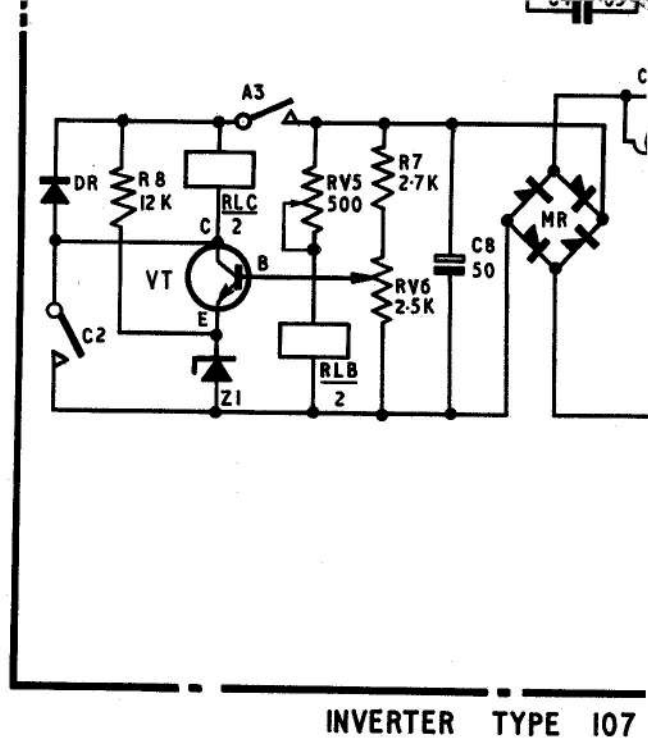 A3
C
DR
R8
12K
RLC
2
RV5
500
R7
2.7K
MR
C
VT
B
C8
50
RV6
2.5K
E
C2
Z1
RLB
2
INVERTER TYPE 107